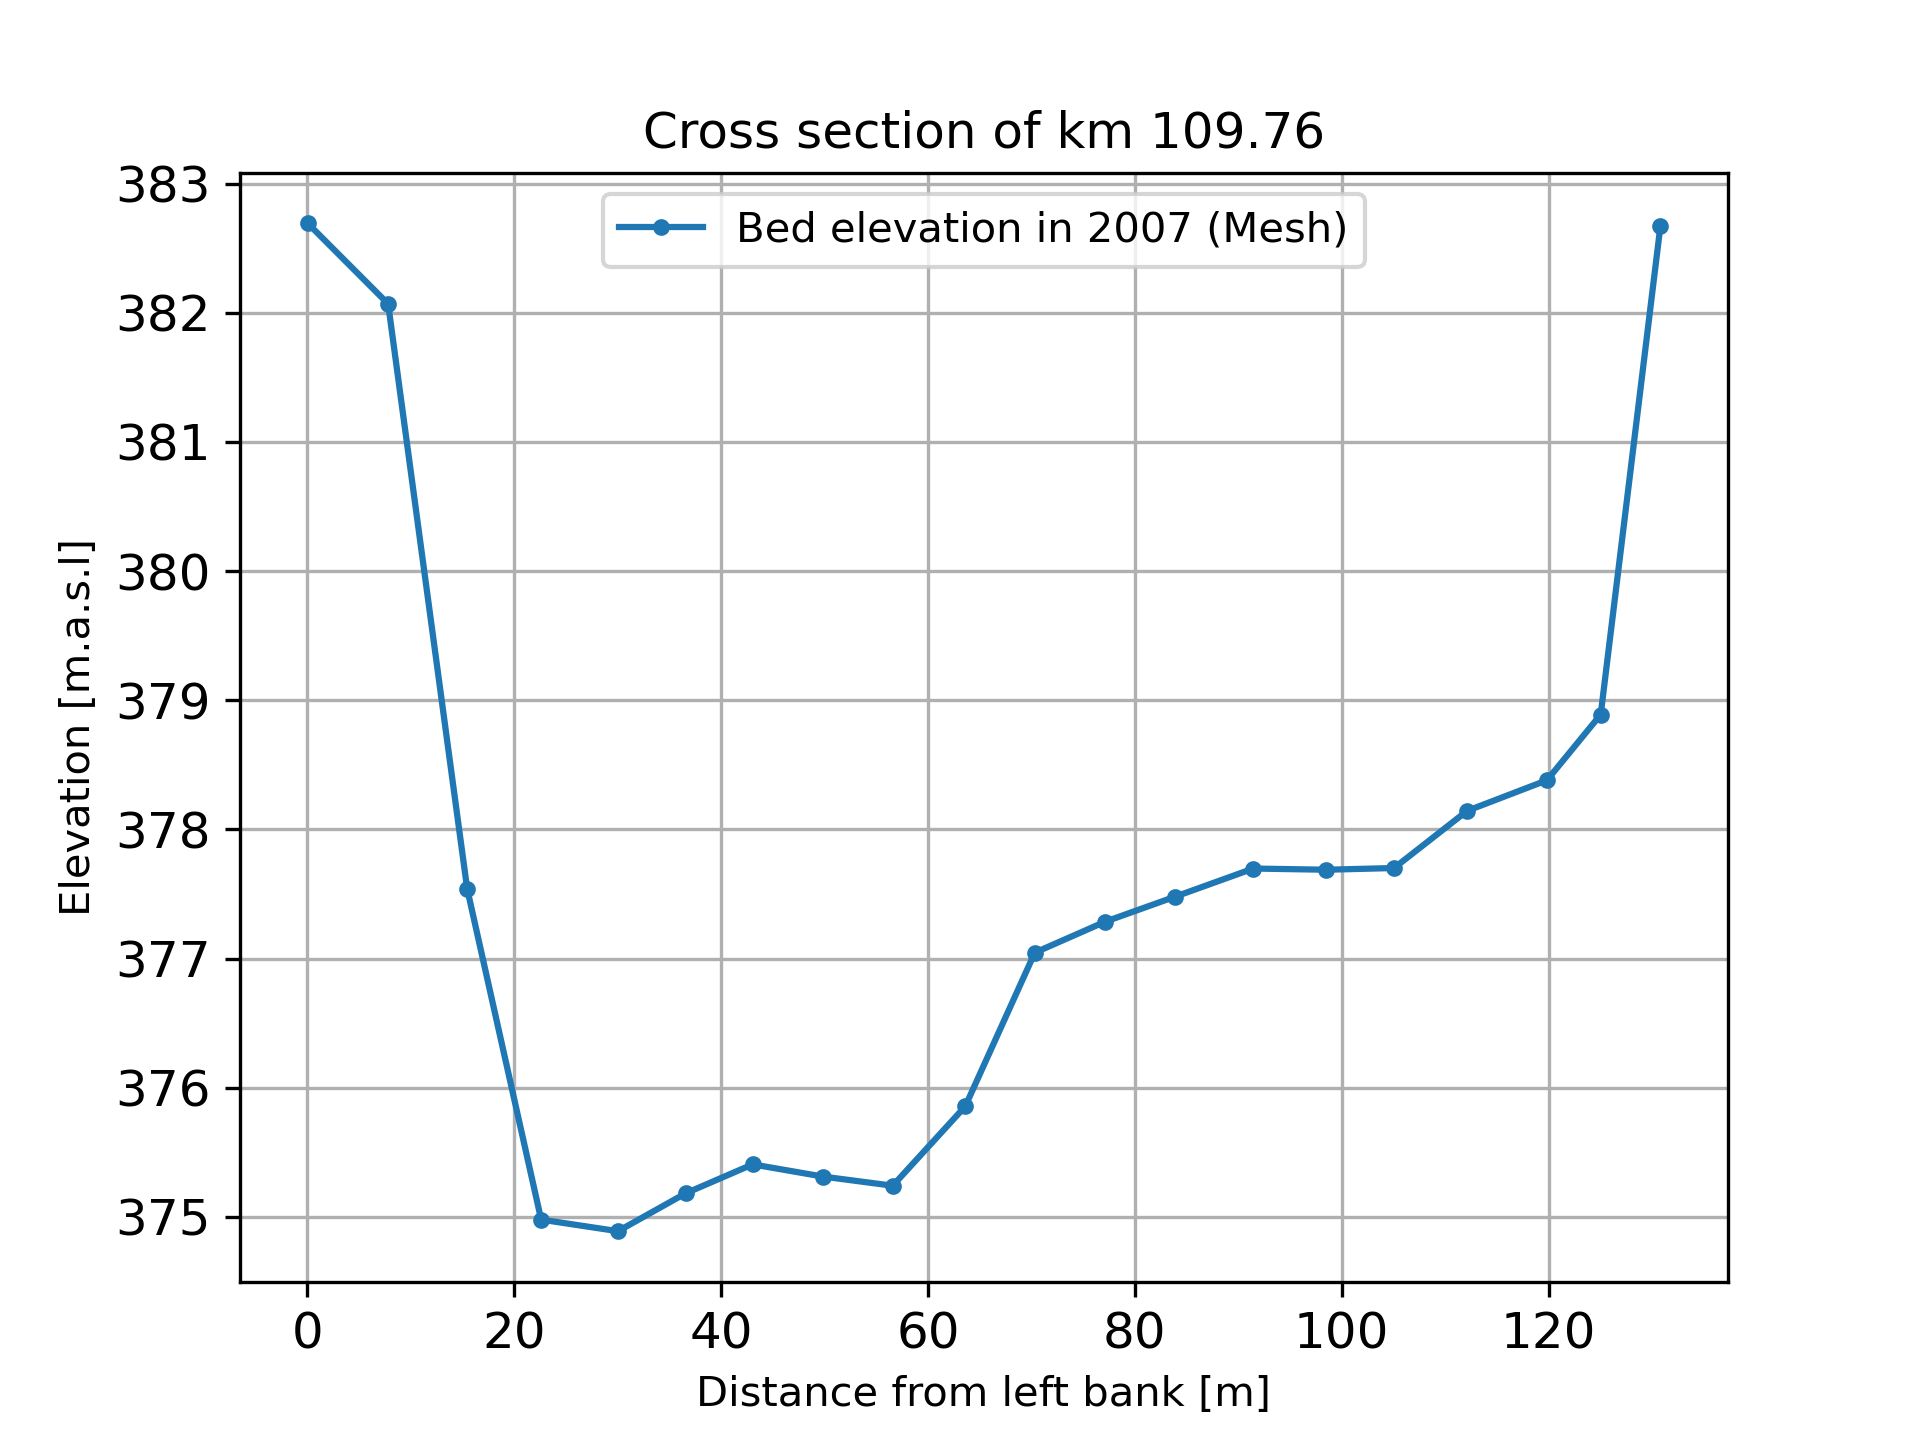 Cross section of km 109.76
Bed elevation in 2007 (Mesh)
383
382
381
380
379
378
377
376
375
Elevation [m.a.s.l]
0 20 40 60 80 100 120
Distance from left bank [m]